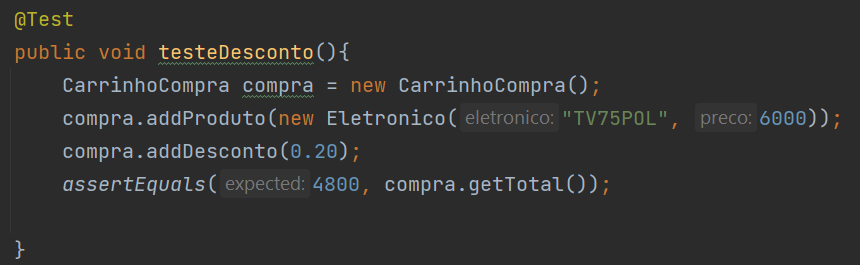 @Test
public void testeDesconto(){
CarrinhoCompra compra = new CarrinhoCompra();
compra.addProduto(new Eletronico( eletronico: "TV75POL", preco: 6000));
compra.addDesconto(0.20);
assertEquals( expected: 4800, compra.getTotal());
}